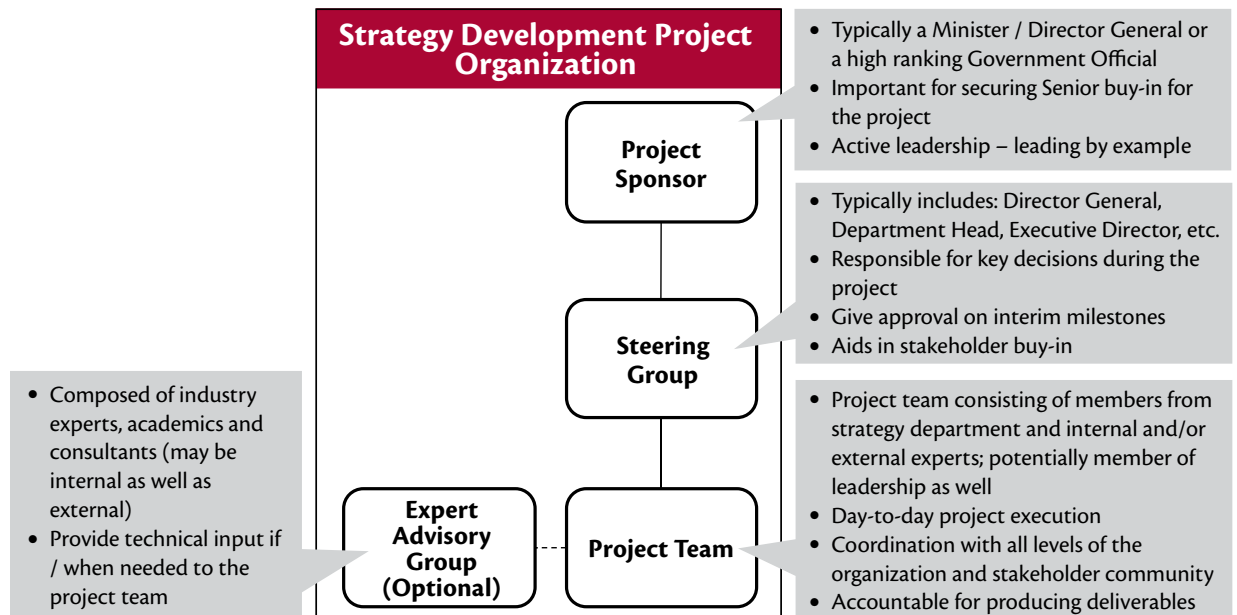 Strategy Development Project
Organization
Project
Sponsor
• Typically a Minister / Director General or
a high ranking Government Official
• Important for securing Senior buy-in for
the project
• Active leadership – leading by example
Steering
Group
• Typically includes: Director General,
Department Head, Executive Director, etc.
• Responsible for key decisions during the
project
• Give approval on interim milestones
• Aids in stakeholder buy-in
• Composed of industry
experts, academics and
consultants (may be
internal as well as
external)
• Provide technical input if
/ when needed to the
project team
Expert
Advisory
Group
(Optional)
Project Team
• Project team consisting of members from
strategy department and internal and/or
external experts; potentially member of
leadership as well
• Day-to-day project execution
• Coordination with all levels of the
organization and stakeholder community
• Accountable for producing deliverables